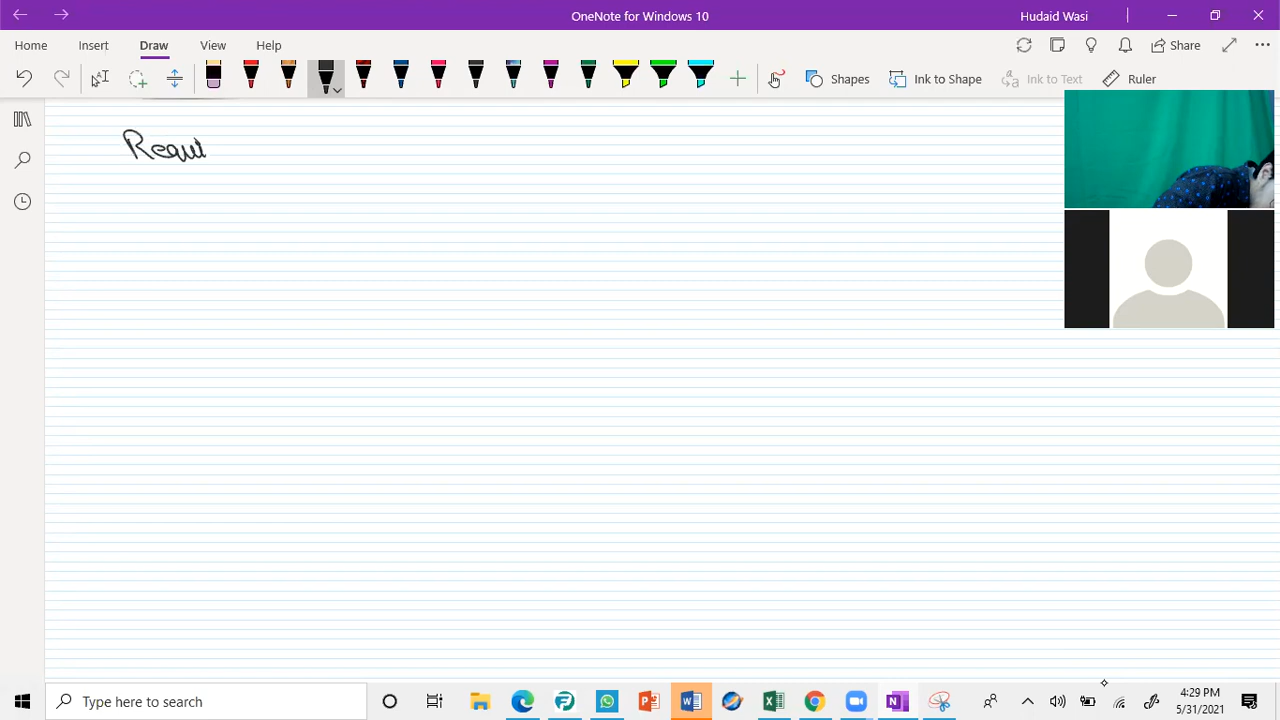 OneNote for Windows 10
Hudaid Wasi
Home Insert Draw View Help
Share
Shapes
Ink to Shape
Ink to Text
Ruler
Requi
Type here to search
4:29 PM
5/31/2021